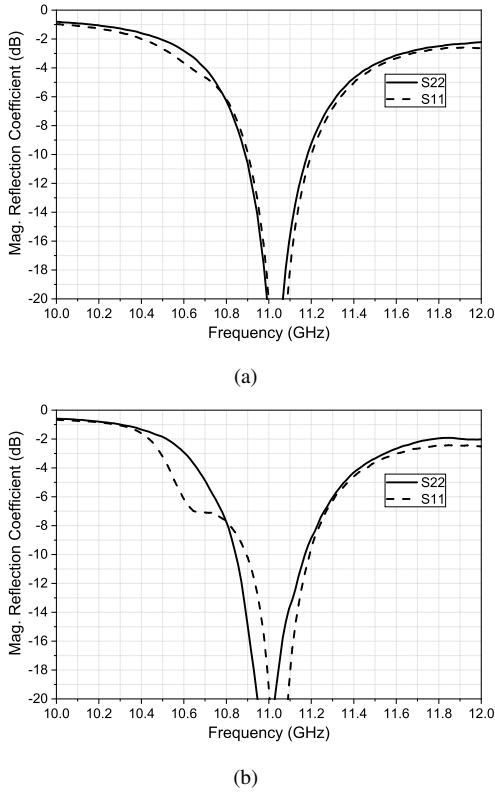 0
-2
-4
-6
-8
-10
-12
-14
-16
-18
-20
Mag. Reflection Coefficient (dB)
S22
S11
10.0 10.2 10.4 10.6 10.8 11.0 11.2 11.4 11.6 11.8 12.0
Frequency (GHz)
(a)
0
-2
-4
-6
-8
-10
-12
-14
-16
-18
-20
Mag. Reflection Coefficient (dB)
S22
S11
10.0 10.2 10.4 10.6 10.8 11.0 11.2 11.4 11.6 11.8 12.0
Frequency (GHz)
(b)